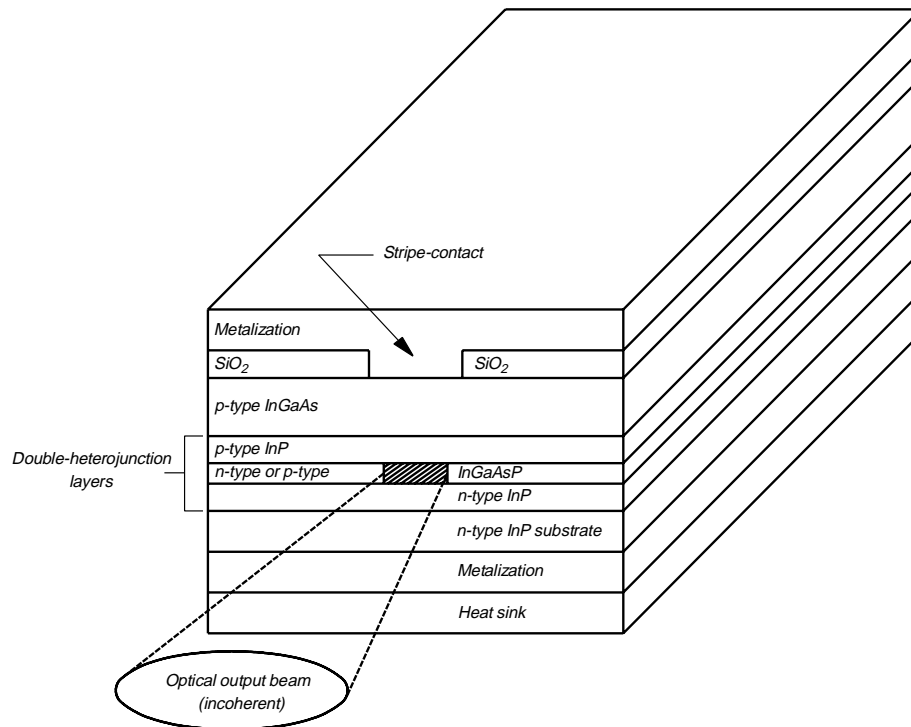 Stripe-contact
Metalization
SiO2
SiO2
p-type InGaAs
p-type InP
Double-heterojunction
layers
n-type or p-type
InGaAsP
n-type InP
n-type InP substrate
Metalization
Heat sink
Optical output beam
(incoherent)